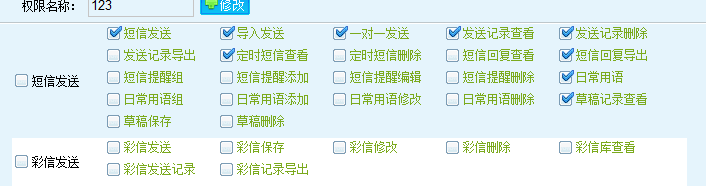 权限名称： 123 修改
短信发送 导入发送 一对一发送 发送记录查看 发送记录删除
发送记录导出 定时短信查看 定时短信删除 短信回复查看 短信回复导出
短信发送 短信提醒组 短信提醒添加 短信提醒编辑 短信提醒删除 日常用语
日常用语组 日常用语添加 日常用语修改 日常用语删除 草稿记录查看
草稿保存 草稿删除
彩信发送 彩信发送 彩信保存 彩信修改 彩信删除 彩信库查看
彩信发送记录 彩信记录导出